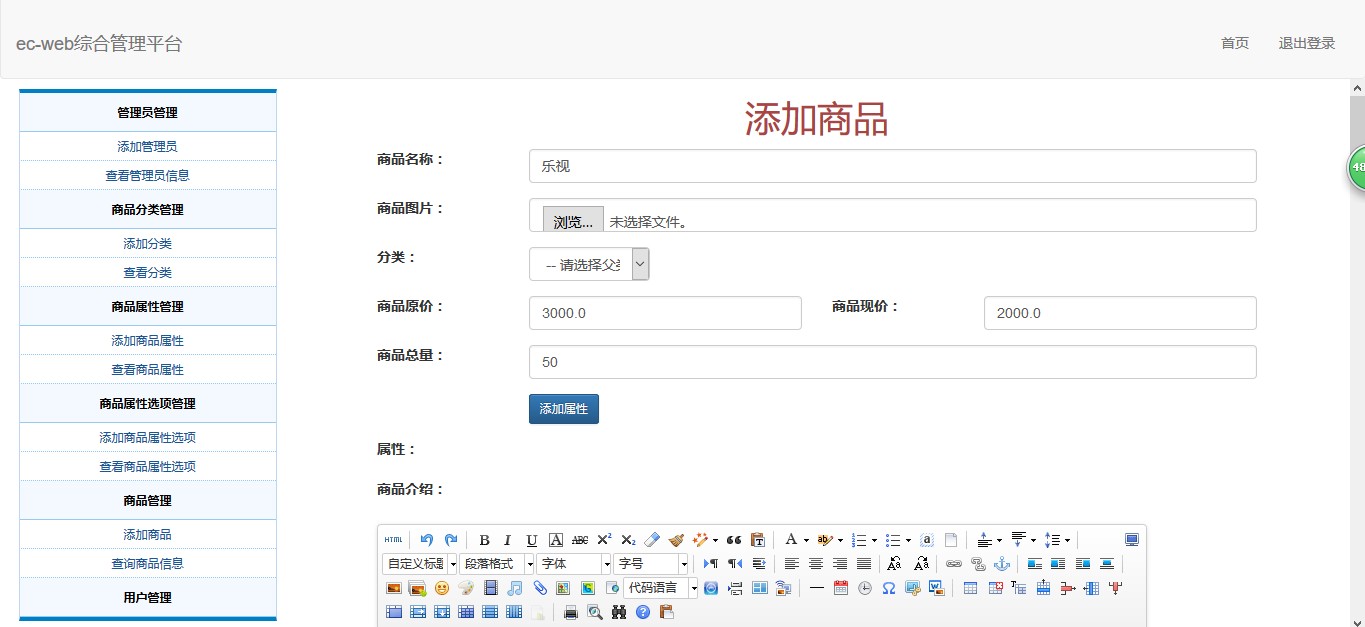 ec-web综合管理平台
首页
退出登录
管理员管理
添加管理员
查看管理员信息
商品分类管理
添加分类
查看分类
商品属性管理
添加商品属性
查看商品属性
商品属性选项管理
添加商品属性选项
查看商品属性选项
商品管理
添加商品
查询商品信息
用户管理
添加商品
商品名称：
乐视
商品图片：
浏览... 未选择文件。
分类：
-- 请选择父
商品原价：
3000.0
商品现价：
2000.0
商品总量：
50
添加属性
属性：
商品介绍：
HTML
自定义标题 段落格式 字体 字号
代码语言
48